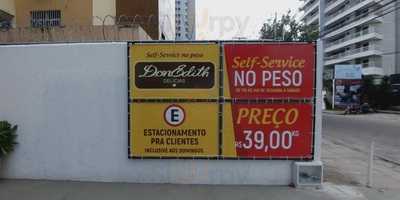 Self-Service no peso
DonEdith
DELÍCIAS
E
ESTACIONAMENTO
PRA CLIENTES
INCLUSIVE AOS DOMINGOS
Self-Service
NO PESO
PREÇO
R$39,00KG